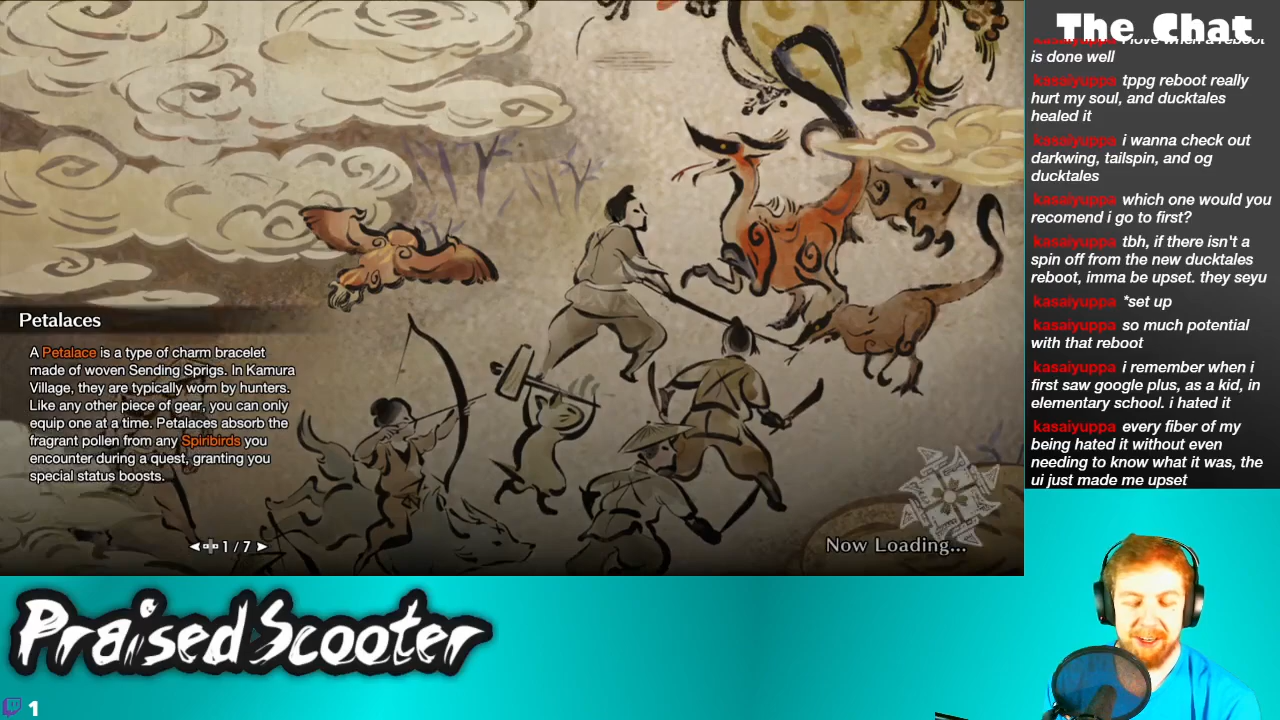 The Chat
kasaiyuppa i love when a reboot
is done well
kasaiyuppa tppg reboot really
hurt my soul, and ducktales
healed it
kasaiyuppa i wanna check out
darkwing, tailspin, and og
ducktales
kasaiyuppa which one would you
recomend i go to first?
kasaiyuppa tbh, if there isn't a
spin off from the new ducktales
reboot, imma be upset. they seyu
kasaiyuppa *set up
kasaiyuppa so much potential
with that reboot
kasaiyuppa i remember when i
first saw google plus, as a kid, in
elementary school. i hated it
kasaiyuppa every fiber of my
being hated it without even
needing to know what it was, the
ui just made me upset
Petalaces
A Petalace is a type of charm bracelet
made of woven Sending Sprigs. In Kamura
Village, they are typically worn by hunters.
Like any other piece of gear, you can only
equip one at a time. Petalaces absorb the
fragrant pollen from any Spiribirds you
encounter during a quest, granting you
special status boosts.
1 / 7
Now Loading...
PraisedScooter
1